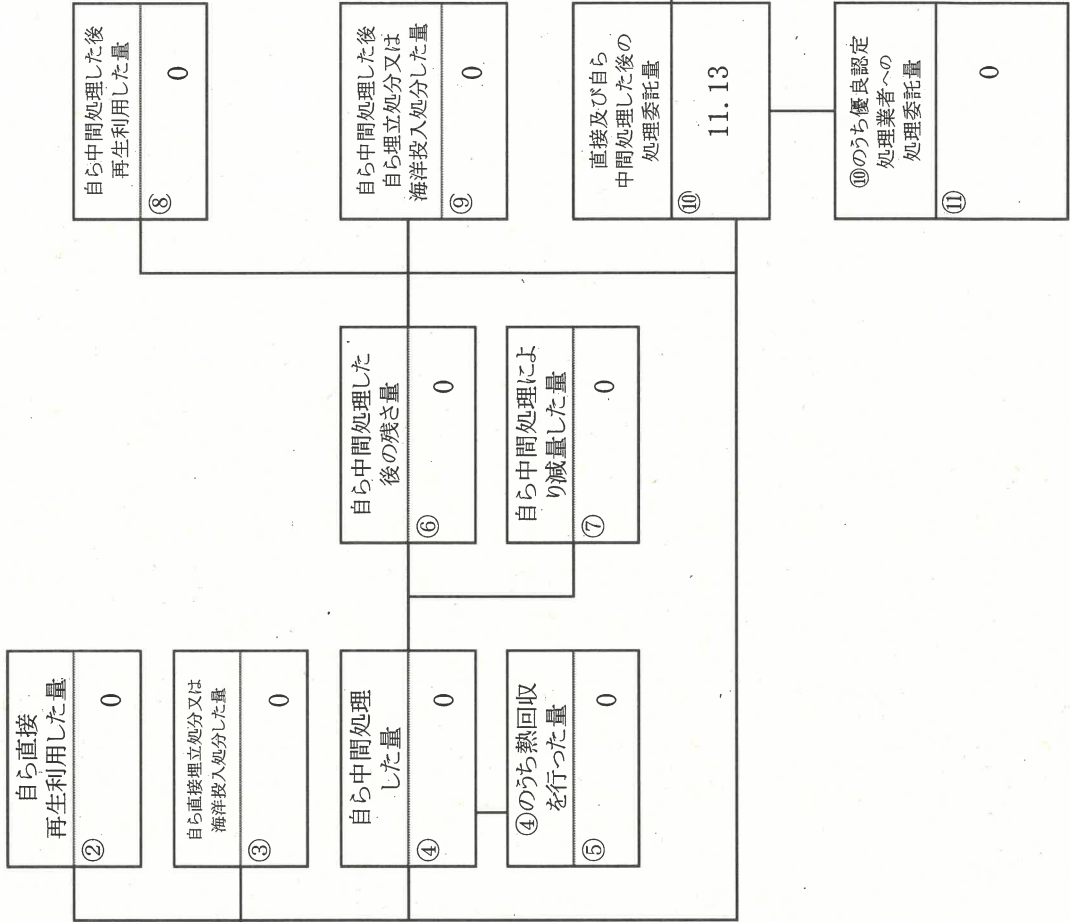 自ら直接
再生利用した量
②
0
自ら直接埋立処分又は
海洋投入処分した量
③
0
自ら中間処理
した量
④
0
④のうち熱回収
を行った量
⑤
0
自ら中間処理した
後の残さ量
⑥
0
自ら中間処理によ
り減量した量
⑦
0
自ら中間処理した後
再生利用した量
⑧
0
自ら中間処理した後
自ら埋立処分又は
海洋投入処分した量
⑨
0
直接及び自ら
中間処理した後の
処理委託量
⑩
11.13
⑩のうち優良認定
処理業者への
処理委託量
⑪
0